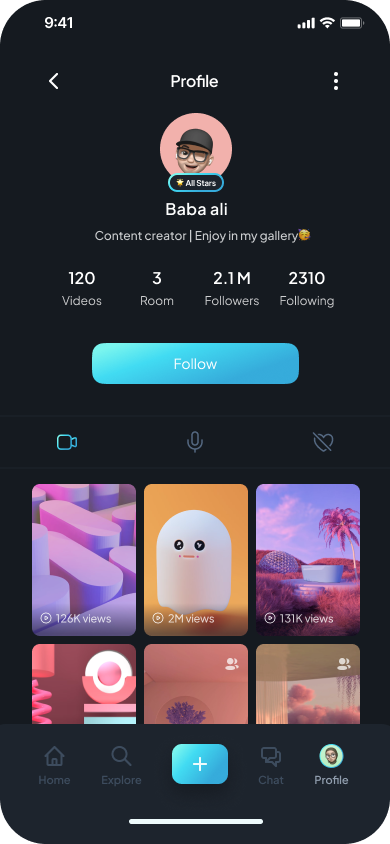 9:41
Profile
All Stars
Baba ali
Content creator | Enjoy in my gallery🥳
120 3 2.1 M 2310
Videos Room Followers Following
Follow
126K views 2M views 131K views
Home Explore Chat Profile